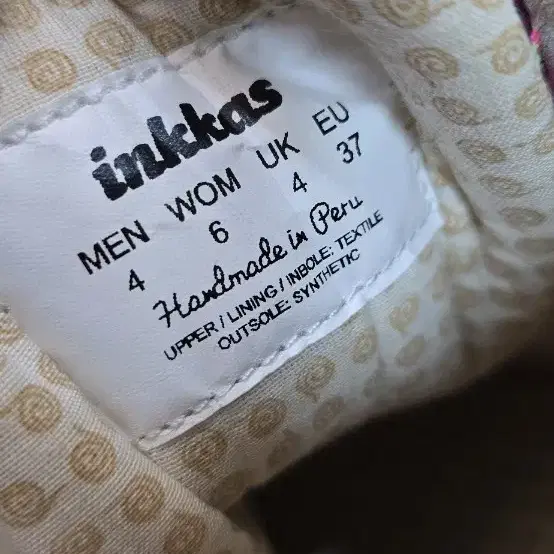 inkkas
MEN WOM UK EU
4 6 4 37
Handmade in Peru
UPPER / LINING / INBOLE: TEXTILE
OUTSOLE: SYNTHETIC